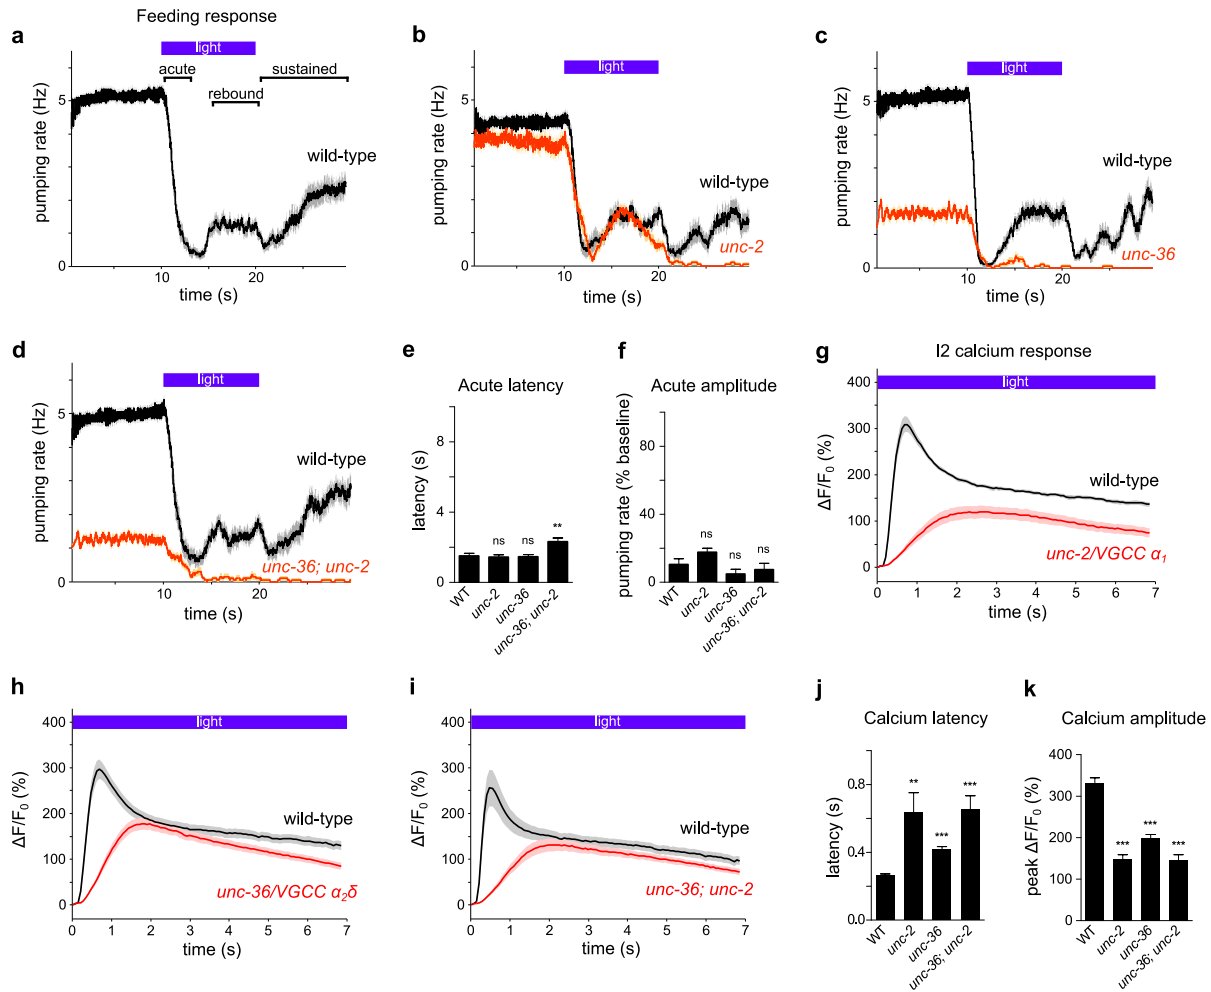 Feeding response
a
light
acute
sustained
rebound
wild-type
pumping rate (Hz)
5
0
10
20
time (s)
b
light
wild-type
unc-2
pumping rate (Hz)
5
0
10
20
time (s)
c
light
wild-type
unc-36
pumping rate (Hz)
5
0
10
20
time (s)
d
light
wild-type
unc-36; unc-2
pumping rate (Hz)
5
0
10
20
time (s)
e
Acute latency
latency (s)
9
6
3
0
ns
ns
**
WT
unc-2
unc-36
unc-36; unc-2
f
Acute amplitude
pumping rate (% baseline)
80
40
0
ns
ns
ns
WT
unc-2
unc-36
unc-36; unc-2
g
I2 calcium response
light
wild-type
unc-2/VGCC α1
ΔF/F0 (%)
400
300
200
100
0
0 1 2 3 4 5 6 7
time (s)
h
light
wild-type
unc-36/VGCC α2δ
ΔF/F0 (%)
400
300
200
100
0
0 1 2 3 4 5 6 7
time (s)
i
light
wild-type
unc-36; unc-2
ΔF/F0 (%)
400
300
200
100
0
0 1 2 3 4 5 6 7
time (s)
j
Calcium latency
latency (s)
0.8
0.4
0.0
**
***
***
WT
unc-2
unc-36
unc-36; unc-2
k
Calcium amplitude
peak ΔF/F0 (%)
400
300
200
100
0
***
***
***
WT
unc-2
unc-36
unc-36; unc-2